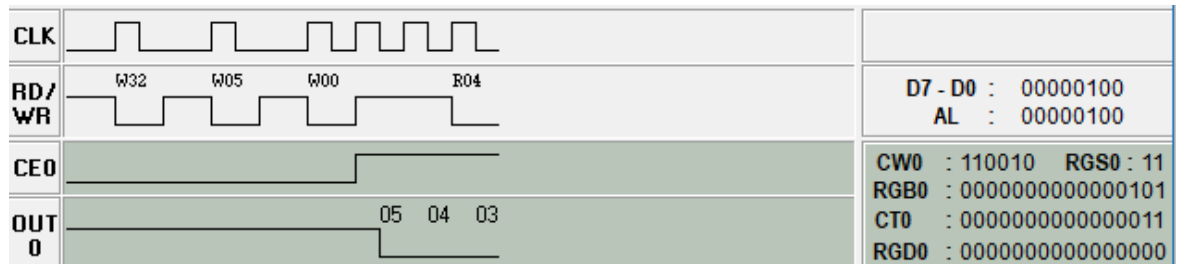 CLK
RD/
WR
W32 W05 W00 R04
D7 - D0 : 00000100
AL : 00000100
CE0
OUT
0
05 04 03
CW0 : 110010 RGS0 : 11
RGB0 : 0000000000000101
CT0 : 0000000000000011
RGD0 : 0000000000000000